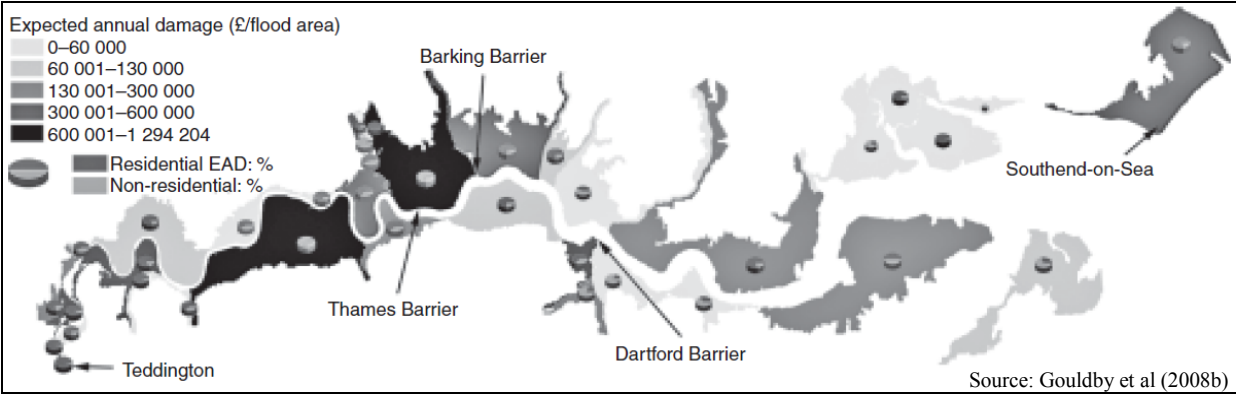 Expected annual damage (£/flood area)
0–60 000
60 001–130 000
130 001–300 000
300 001–600 000
600 001–1 294 204
Residential EAD: %
Non-residential: %
Barking Barrier
Southend-on-Sea
Thames Barrier
Dartford Barrier
Teddington
Source: Gouldby et al (2008b)